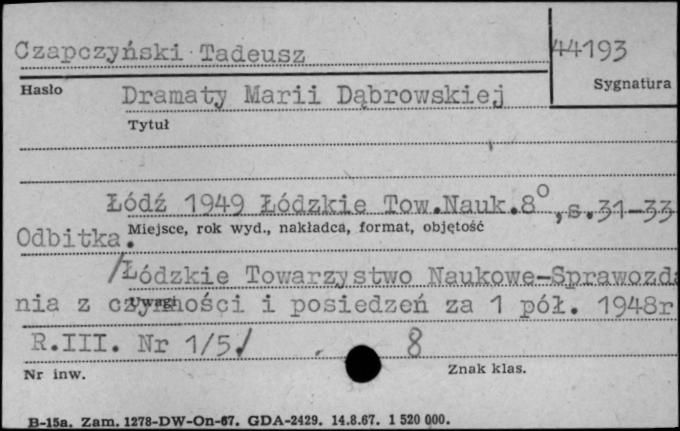 Czapczyński Tadeusz
44193
Hasło
Sygnatura
Dramaty Marii Dąbrowskiej
Tytuł
Łódź 1949 Łódzkie Tow.Nauk.8°,s.31-33
Miejsce, rok wyd., nakładca, format, objętość
Odbitka.
/Łódzkie Towarzystwo Naukowe-Sprawozda
Uwagi
nia z czynności i posiedzeń za 1 pół. 1948r
R.III. Nr 1/5/ 8
Nr inw.
Znak klas.
B-15a. Zam. 1278-DW-On-67. GDA-2429. 14.8.67. 1 520 000.